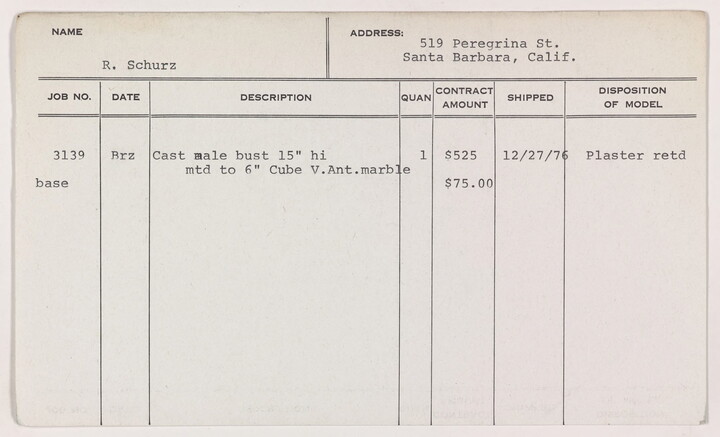 NAME
R. Schurz
ADDRESS:
519 Peregrina St.
Santa Barbara, Calif.
JOB NO. DATE DESCRIPTION QUAN CONTRACT AMOUNT SHIPPED DISPOSITION OF MODEL
3139 Brz Cast male bust 15" hi 1 $525 12/27/76 Plaster retd
mtd to 6" Cube V.Ant.marble
base $75.00